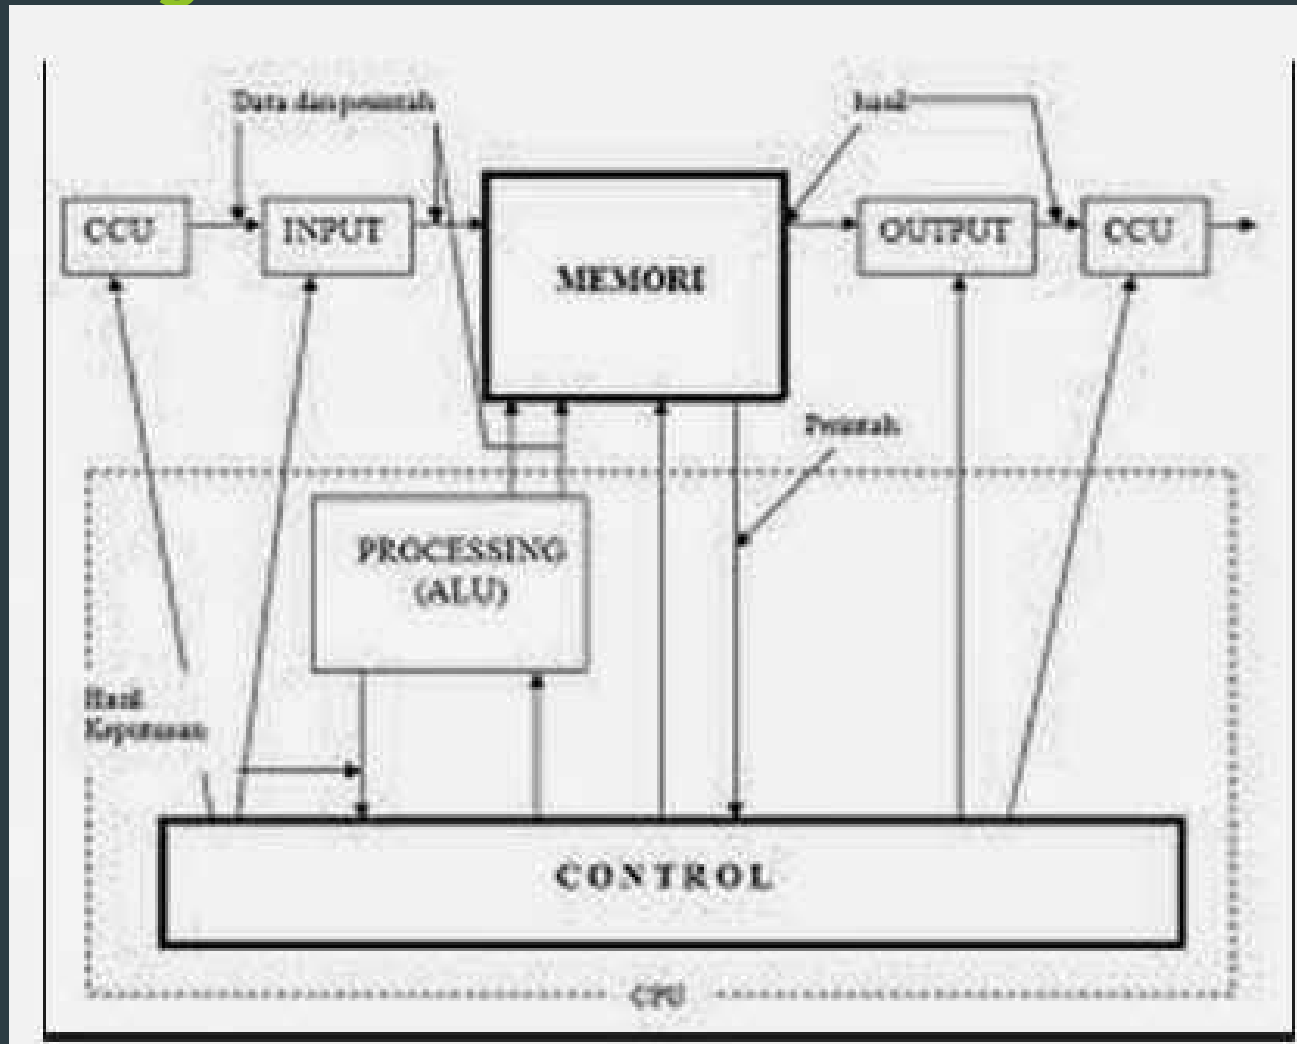 Data dan perintah
hasil
CCU
INPUT
MEMORI
OUTPUT
CCU
Perintah
PROCESSING
(ALU)
Hasil
Keputusan
CONTROL
CPU